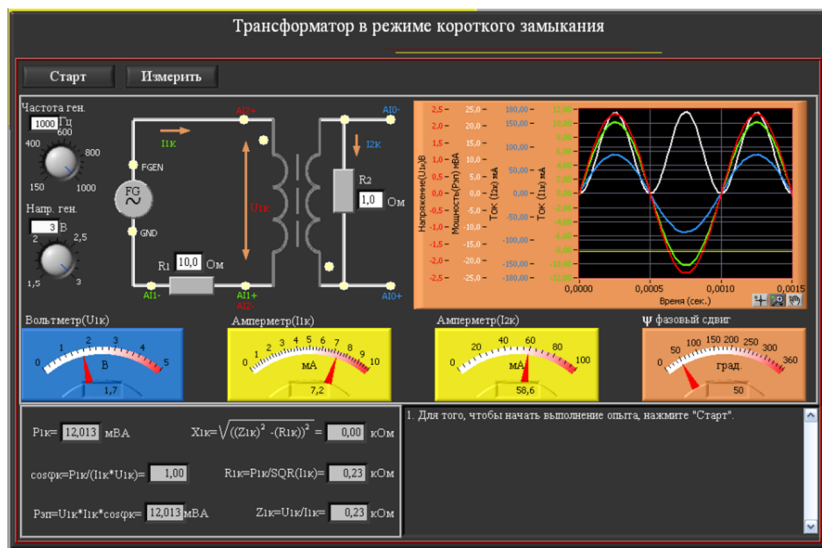 Трансформатор в режиме короткого замыкания
Старт
Измерить
Частота ген.
1000 Гц
600
400
800
150
1000
Напр. ген.
3 В
2
2,5
1,5
3
AI0-
I1к
I2к
FGEN
FG
GND
U1к
R2
1,0 Ом
R1 10,0 Ом
AI1-
AI1+
AI0+
Напряжение(U1к)В
Мощность(Pэп) мВА
Ток (I2к) мА
Ток (I1к) мА
2,5
2,0
1,5
1,0
0,5
0,0
-0,5
-1,0
-1,5
-2,0
-2,5
25,0
20,0
15,0
10,0
5,0
0,0
-5,0
-10,0
-15,0
-20,0
-25,0
150,00
100,00
50,00
0,00
-50,00
-100,00
-150,00
0,0000
0,0005
0,0010
0,0015
Время (сек.)
Вольтметр(U1к)
0 1 2 3 4 5
В
1,7
Амперметр(I1к)
0 1 2 3 4 5 6 7 8 9 10
мА
7,2
Амперметр(I2к)
0 20 40 60 80 100
мА
58,6
ψ фазовый сдвиг
0 50 100 150 200 250 300 360
град.
50
P1к= 12,013 мВА
X1к=√((Z1к)² -(R1к))² = 0,00 кОм
cosφк=P1к/(I1к*U1к)= 1,00
R1к=P1к/SQR(I1к)= 0,23 кОм
Pэп=U1к*I1к*cosφк= 12,013 мВА
Z1к=U1к/I1к= 0,23 кОм
1. Для того, чтобы начать выполнение опыта, нажмите "Старт".